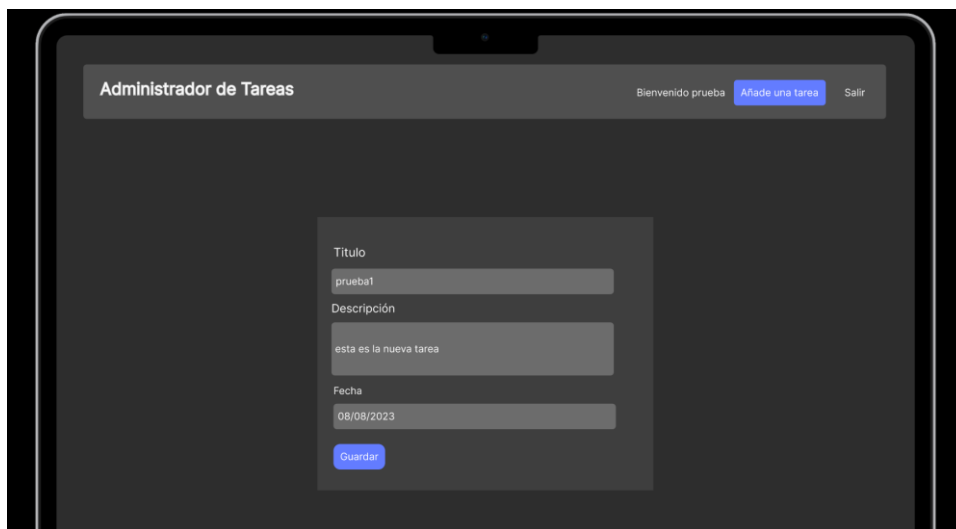 Administrador de Tareas
Bienvenido prueba
Añade una tarea
Salir
Titulo
prueba1
Descripción
esta es la nueva tarea
Fecha
08/08/2023
Guardar